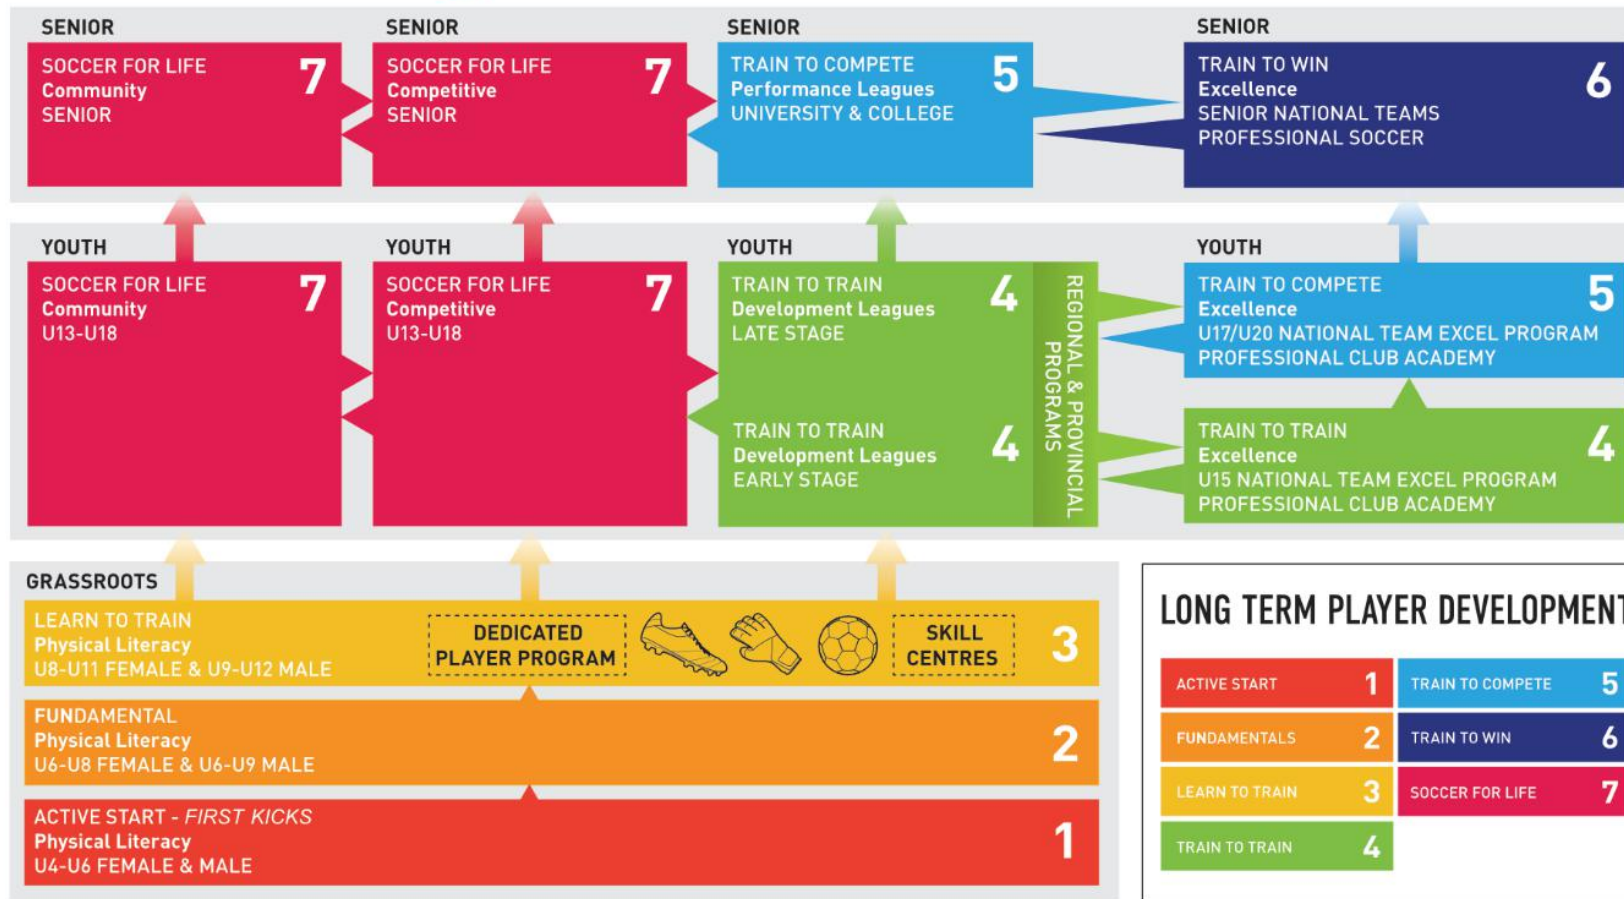 SENIOR
SOCCER FOR LIFE
Community
SENIOR
7
SENIOR
SOCCER FOR LIFE
Competitive
SENIOR
7
SENIOR
TRAIN TO COMPETE
Performance Leagues
UNIVERSITY & COLLEGE
5
SENIOR
TRAIN TO WIN
Excellence
SENIOR NATIONAL TEAMS
PROFESSIONAL SOCCER
6
YOUTH
SOCCER FOR LIFE
Community
U13-U18
7
YOUTH
SOCCER FOR LIFE
Competitive
U13-U18
7
YOUTH
TRAIN TO TRAIN
Development Leagues
LATE STAGE
4
TRAIN TO TRAIN
Development Leagues
EARLY STAGE
4
REGIONAL & PROVINCIAL
PROGRAMS
YOUTH
TRAIN TO COMPETE
Excellence
U17/U20 NATIONAL TEAM EXCEL PROGRAM
PROFESSIONAL CLUB ACADEMY
5
TRAIN TO TRAIN
Excellence
U15 NATIONAL TEAM EXCEL PROGRAM
PROFESSIONAL CLUB ACADEMY
4
GRASSROOTS
LEARN TO TRAIN
Physical Literacy
U8-U11 FEMALE & U9-U12 MALE
DEDICATED
PLAYER PROGRAM
SKILL
CENTRES
3
FUNDAMENTAL
Physical Literacy
U6-U8 FEMALE & U6-U9 MALE
2
ACTIVE START - FIRST KICKS
Physical Literacy
U4-U6 FEMALE & MALE
1
LONG TERM PLAYER DEVELOPMENT
ACTIVE START 1
FUNDAMENTALS 2
LEARN TO TRAIN 3
TRAIN TO TRAIN 4
TRAIN TO COMPETE 5
TRAIN TO WIN 6
SOCCER FOR LIFE 7